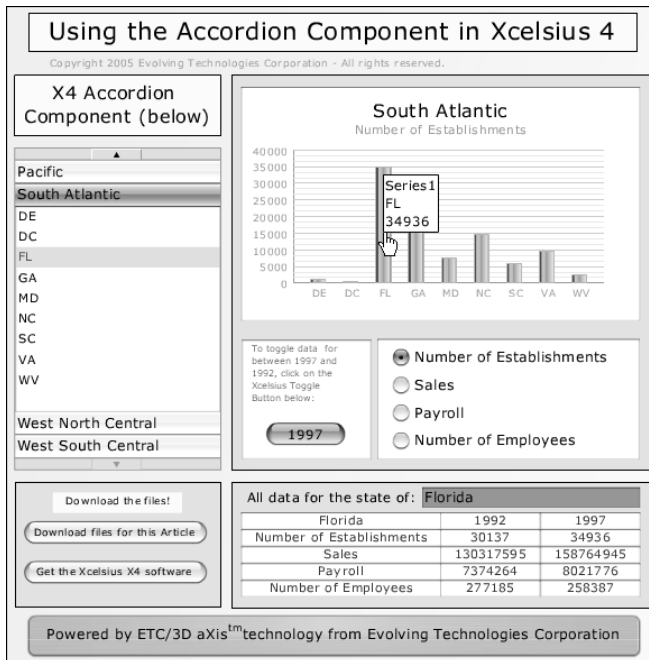 Using the Accordion Component in Xcelsius 4
Copyright 2005 Evolving Technologies Corporation - All rights reserved.
X4 Accordion
Component (below)
Pacific
South Atlantic
DE
DC
FL
GA
MD
NC
SC
VA
WV
West North Central
West South Central
South Atlantic
Number of Establishments
40000
35000
30000
25000
20000
15000
10000
5000
0
Series1
FL
34936
DE DC FL GA MD NC SC VA WV
To toggle data for
between 1997 and
1992, click on the
Xcelsius Toggle
Button below:
1997
Number of Establishments
Sales
Payroll
Number of Employees
Download the files!
Download files for this Article
Get the Xcelsius X4 software
All data for the state of: Florida
Florida 1992 1997
Number of Establishments 30137 34936
Sales 130317595 158764945
Payroll 7374264 8021776
Number of Employees 277185 258387
Powered by ETC/3D aXis™technology from Evolving Technologies Corporation